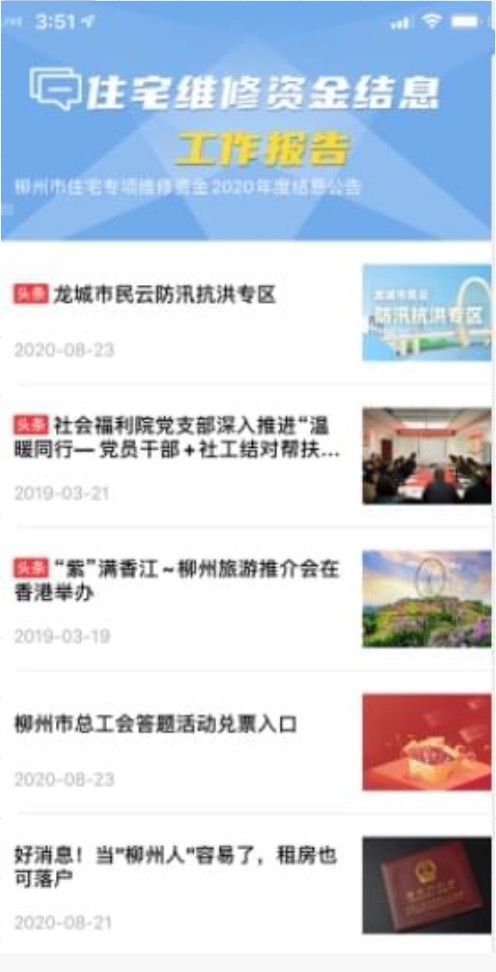 3:51
住宅维修资金结息
工作报告
柳州市住宅专项维修资金2020年度结息公告
头条 龙城市民云防汛抗洪专区
龙城市民云
防汛抗洪专区
2020-08-23
头条 社会福利院党支部深入推进“温
暖同行— 党员干部+社工结对帮扶...
2019-03-21
头条 “紫”满香江~柳州旅游推介会在
香港举办
2019-03-19
柳州市总工会答题活动兑票入口
2020-08-23
好消息！当"柳州人"容易了，租房也
可落户
2020-08-21